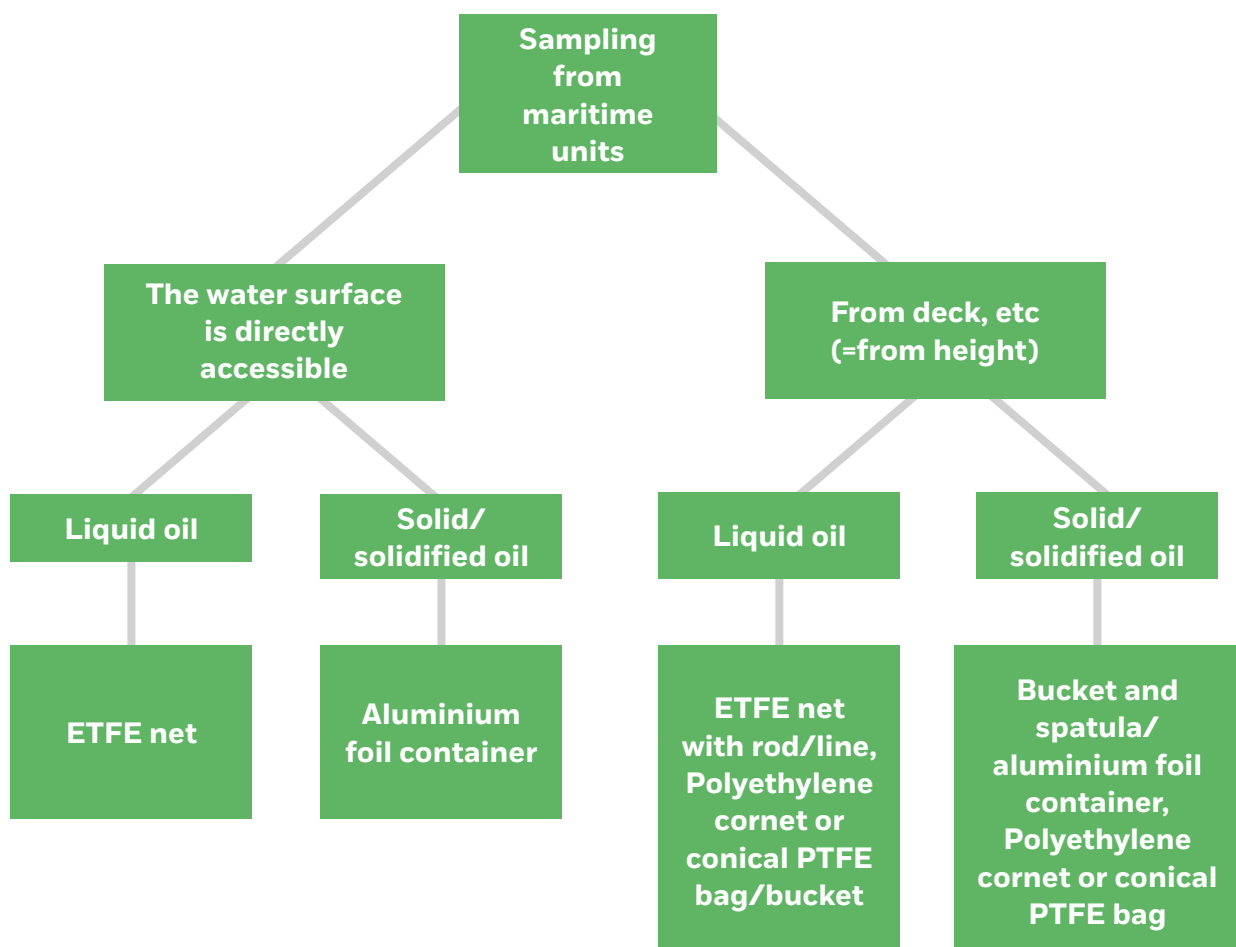 Sampling
from
maritime
units
The water surface
is directly
accessible
From deck, etc
(=from height)
Liquid oil
Solid/
solidified oil
Liquid oil
Solid/
solidified oil
ETFE net
Aluminium
foil container
ETFE net
with rod/line,
Polyethylene
cornet or
conical PTFE
bag/bucket
Bucket and
spatula/
aluminium foil
container,
Polyethylene
cornet or conical
PTFE bag